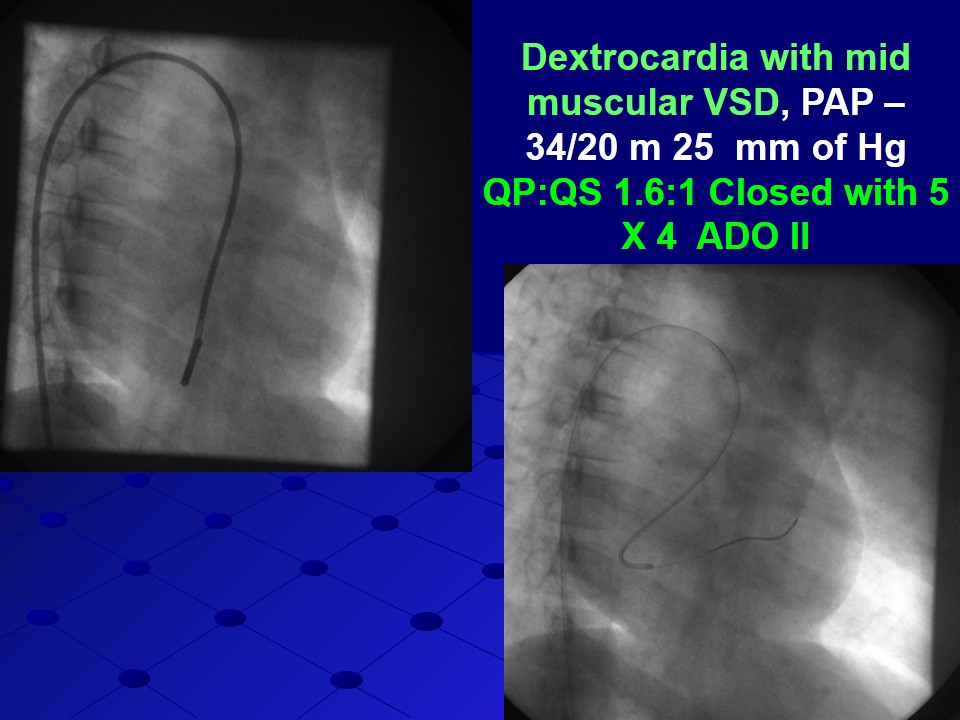 Dextrocardia with mid
muscular VSD, PAP –
34/20 m 25  mm of Hg
QP:QS 1.6:1 Closed with 5
X 4  ADO II